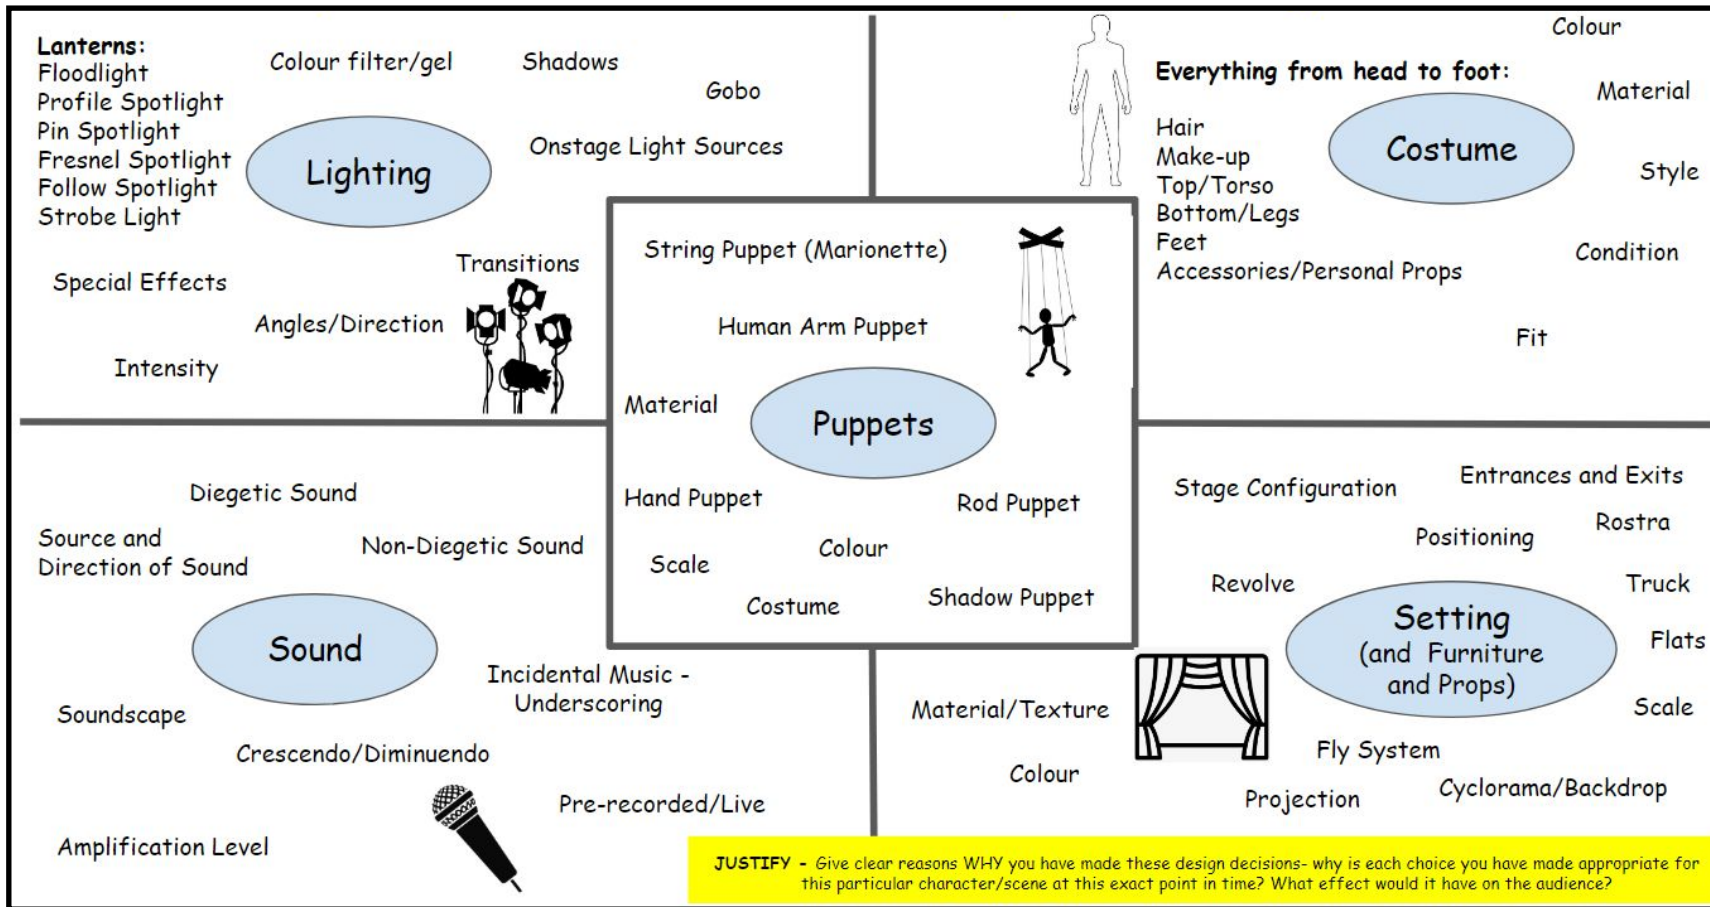 Lanterns:
Floodlight
Profile Spotlight
Pin Spotlight
Fresnel Spotlight
Follow Spotlight
Strobe Light
Colour filter/gel
Shadows
Gobo
Onstage Light Sources
Lighting
Special Effects
Transitions
Angles/Direction
Intensity
Colour
Everything from head to foot:
Material
Hair
Make-up
Top/Torso
Bottom/Legs
Feet
Accessories/Personal Props
Costume
Style
Condition
Fit
String Puppet (Marionette)
Human Arm Puppet
Material
Puppets
Hand Puppet
Rod Puppet
Colour
Scale
Costume
Shadow Puppet
Diegetic Sound
Source and
Direction of Sound
Non-Diegetic Sound
Sound
Incidental Music -
Underscoring
Soundscape
Crescendo/Diminuendo
Pre-recorded/Live
Amplification Level
Stage Configuration
Entrances and Exits
Rostra
Positioning
Revolve
Truck
Setting
(and Furniture
and Props)
Flats
Material/Texture
Scale
Fly System
Colour
Projection
Cyclorama/Backdrop
JUSTIFY - Give clear reasons WHY you have made these design decisions- why is each choice you have made appropriate for
this particular character/scene at this exact point in time? What effect would it have on the audience?